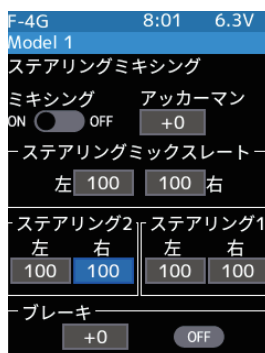 F-4G 8:01 6.3V
Model 1
ステアリングミキシング
ミキシング アッカーマン
ON OFF +0
ステアリングミックスレート
左 100 100 右
ステアリング2 ステアリング1
左 右 左 右
100 100 100 100
ブレーキ
+0 OFF